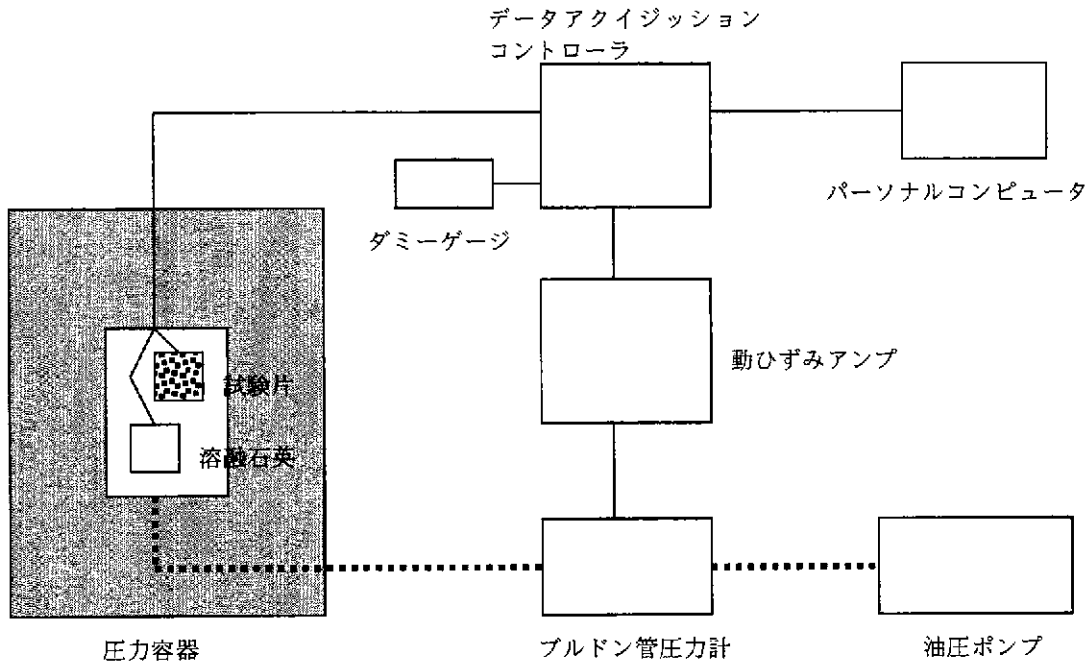 データアクイジッション
コントローラ
パーソナルコンピュータ
ダミーゲージ
動ひずみアンプ
試験片
溶融石英
圧力容器
ブルドン管圧力計
油圧ポンプ